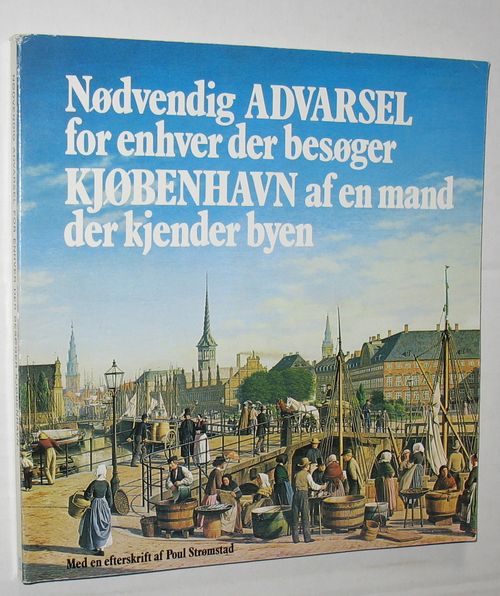 Nødvendig ADVARSEL
for enhver der besøger
KJØBENHAVN af en mand
der kjender byen
Med en efterskrift af Poul Strømstad